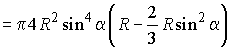 = π4 R² sin⁴ α ( R - 2/3 R sin² α )